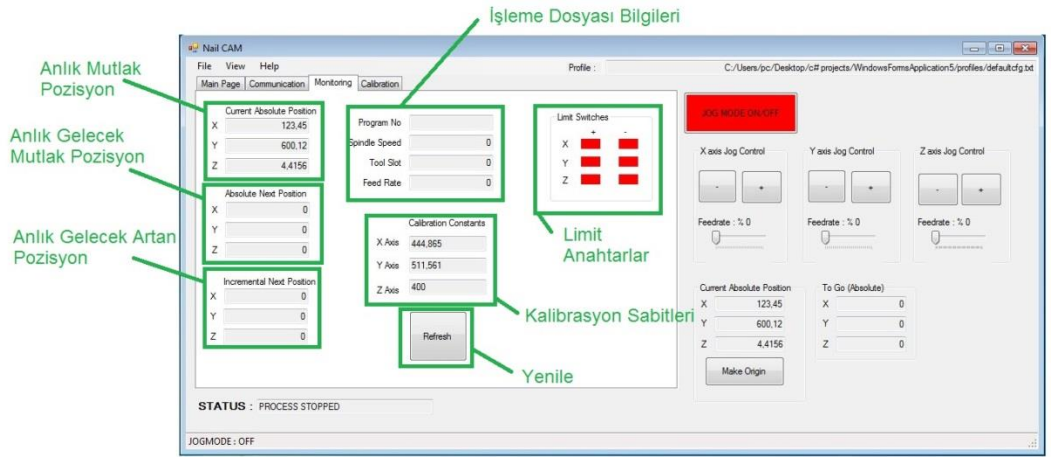 İşleme Dosyası Bilgileri
Anlık Mutlak
Pozisyon
Anlık Gelecek
Mutlak Pozisyon
Anlık Gelecek Artan
Pozisyon
Nail CAM
File View Help
Profile : C:/Users/pc/Desktop/c# projects/WindowsFormsApplication5/profiles/defaultcfg.txt
Main Page Communication Monitoring Calibration
Current Absolute Position
X 123,45
Y 600,12
Z 4,4156
Absolute Next Position
X 0
Y 0
Z 0
Incremental Next Position
X 0
Y 0
Z 0
Program No
Spindle Speed 0
Tool Slot
Feed Rate 0
Calibration Constants
X Axis 444,865
Y Axis 511,561
Z Axis 400
Refresh
Limit Switches
+ -
X
Y
Z
Limit
Anahtarlar
Kalibrasyon Sabitleri
Yenile
JOG MODE ON/OFF
X axis Jog Control
- +
Feedrate : % 0
Y axis Jog Control
- +
Feedrate : % 0
Z axis Jog Control
- +
Feedrate : % 0
Current Absolute Position
X 123,45
Y 600,12
Z 4,4156
Make Origin
To Go (Absolute)
X 0
Y 0
Z 0
STATUS : PROCESS STOPPED
JOGMODE : OFF